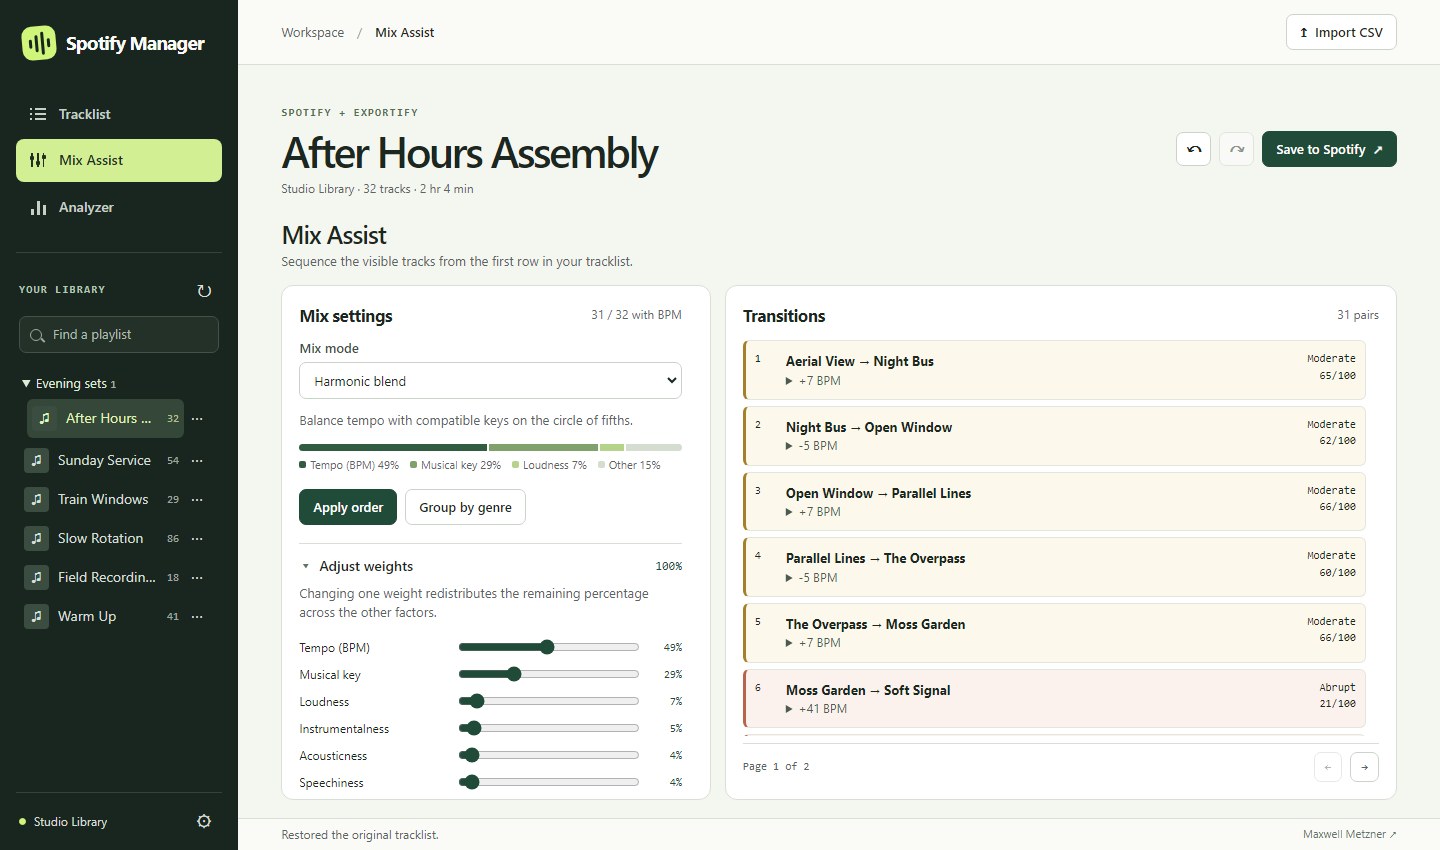 Spotify Manager
Tracklist
Mix Assist
Analyzer
YOUR LIBRARY
Find a playlist
Evening sets 1
After Hours ... 32
Sunday Service 54
Train Windows 29
Slow Rotation 86
Field Recordin... 18
Warm Up 41
Studio Library
Workspace / Mix Assist
Import CSV
SPOTIFY + EXPORTIFY
After Hours Assembly
Studio Library · 32 tracks · 2 hr 4 min
Save to Spotify ↗
Mix Assist
Sequence the visible tracks from the first row in your tracklist.
Mix settings
31 / 32 with BPM
Mix mode
Harmonic blend
Balance tempo with compatible keys on the circle of fifths.
Tempo (BPM) 49% Musical key 29% Loudness 7% Other 15%
Apply order
Group by genre
Adjust weights 100%
Changing one weight redistributes the remaining percentage
across the other factors.
Tempo (BPM) 49%
Musical key 29%
Loudness 7%
Instrumentalness 5%
Acousticness 4%
Speechiness 4%
Transitions
31 pairs
1 Aerial View → Night Bus Moderate
+7 BPM 65/100
2 Night Bus → Open Window Moderate
-5 BPM 62/100
3 Open Window → Parallel Lines Moderate
+7 BPM 66/100
4 Parallel Lines → The Overpass Moderate
-5 BPM 60/100
5 The Overpass → Moss Garden Moderate
+7 BPM 66/100
6 Moss Garden → Soft Signal Abrupt
+41 BPM 21/100
Page 1 of 2
← →
Restored the original tracklist.
Maxwell Metzner ↗